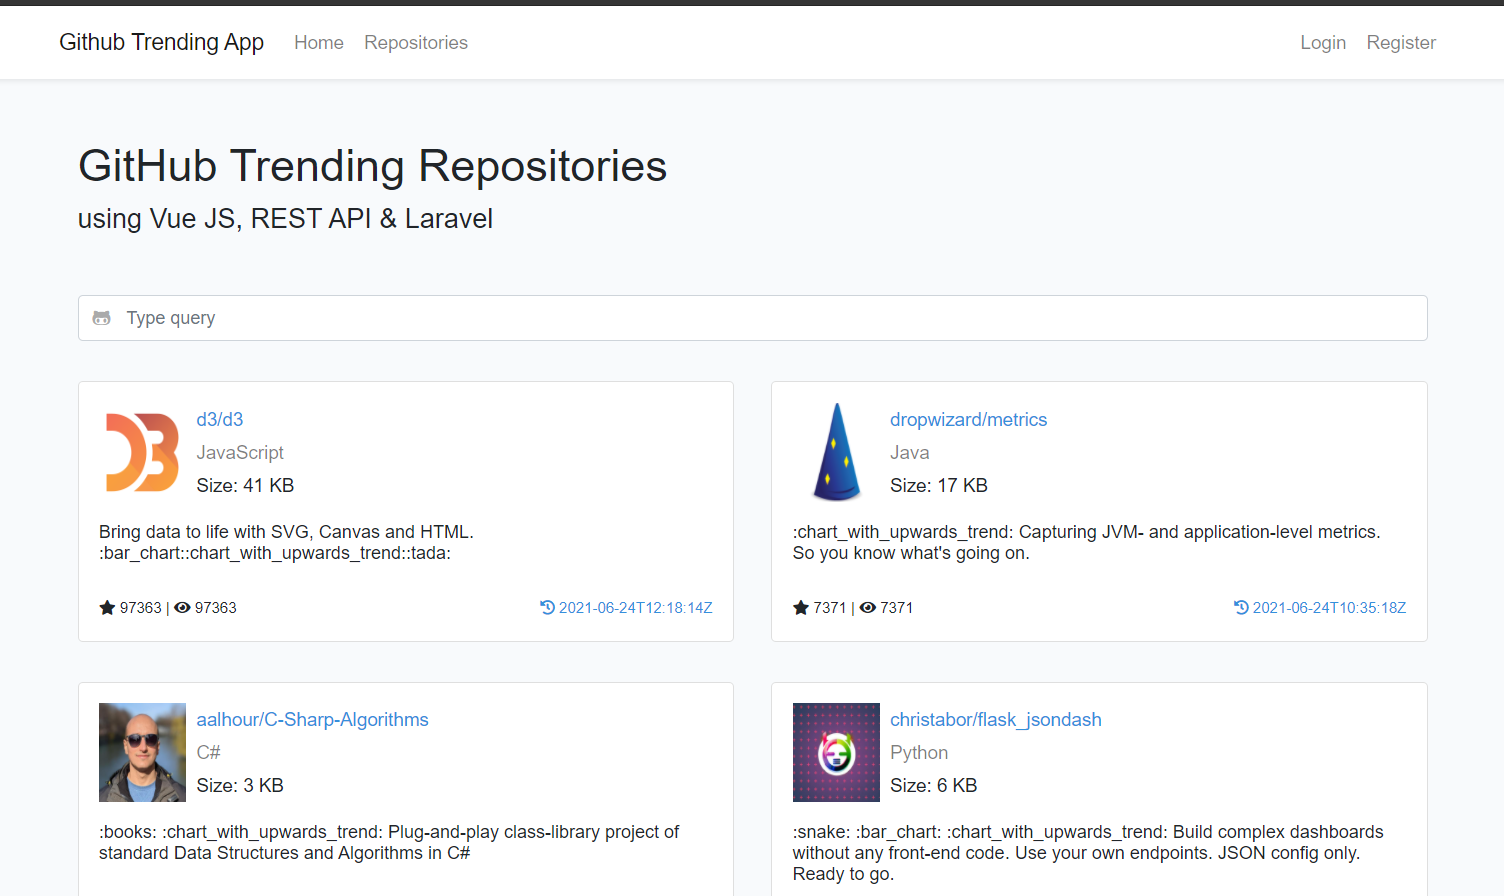 Github Trending App Home Repositories Login Register
GitHub Trending Repositories
using Vue JS, REST API & Laravel
Type query
d3/d3
JavaScript
Size: 41 KB
Bring data to life with SVG, Canvas and HTML.
:bar_chart::chart_with_upwards_trend::tada:
97363 | 97363 2021-06-24T12:18:14Z
dropwizard/metrics
Java
Size: 17 KB
:chart_with_upwards_trend: Capturing JVM- and application-level metrics.
So you know what's going on.
7371 | 7371 2021-06-24T10:35:18Z
aalhour/C-Sharp-Algorithms
C#
Size: 3 KB
:books: :chart_with_upwards_trend: Plug-and-play class-library project of
standard Data Structures and Algorithms in C#
christabor/flask_jsondash
Python
Size: 6 KB
:snake: :bar_chart: :chart_with_upwards_trend: Build complex dashboards
without any front-end code. Use your own endpoints. JSON config only.
Ready to go.